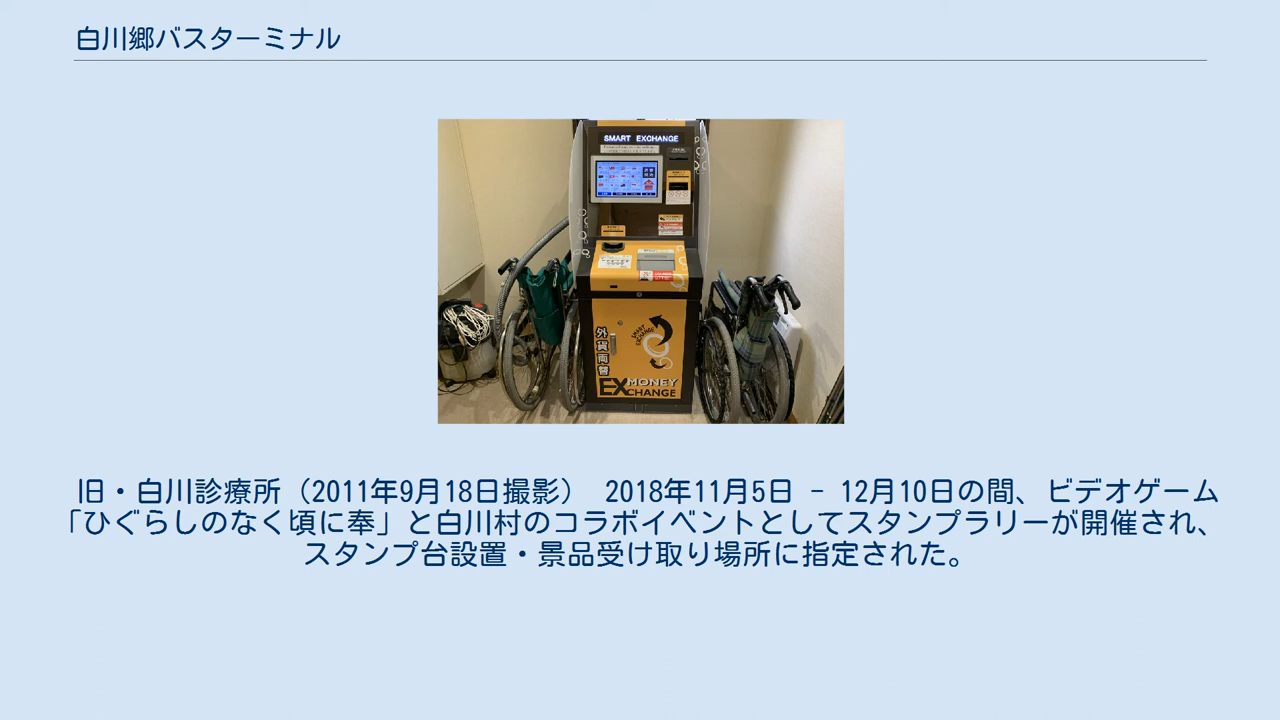 白川郷バスターミナル
SMART EXCHANGE
外貨両替
SMART EXCHANGE
EXMONEY
CHANGE
旧・白川診療所（2011年9月18日撮影） 2018年11月5日 - 12月10日の間、ビデオゲーム
「ひぐらしのなく頃に奉」と白川村のコラボイベントとしてスタンプラリーが開催され、
スタンプ台設置・景品受け取り場所に指定された。